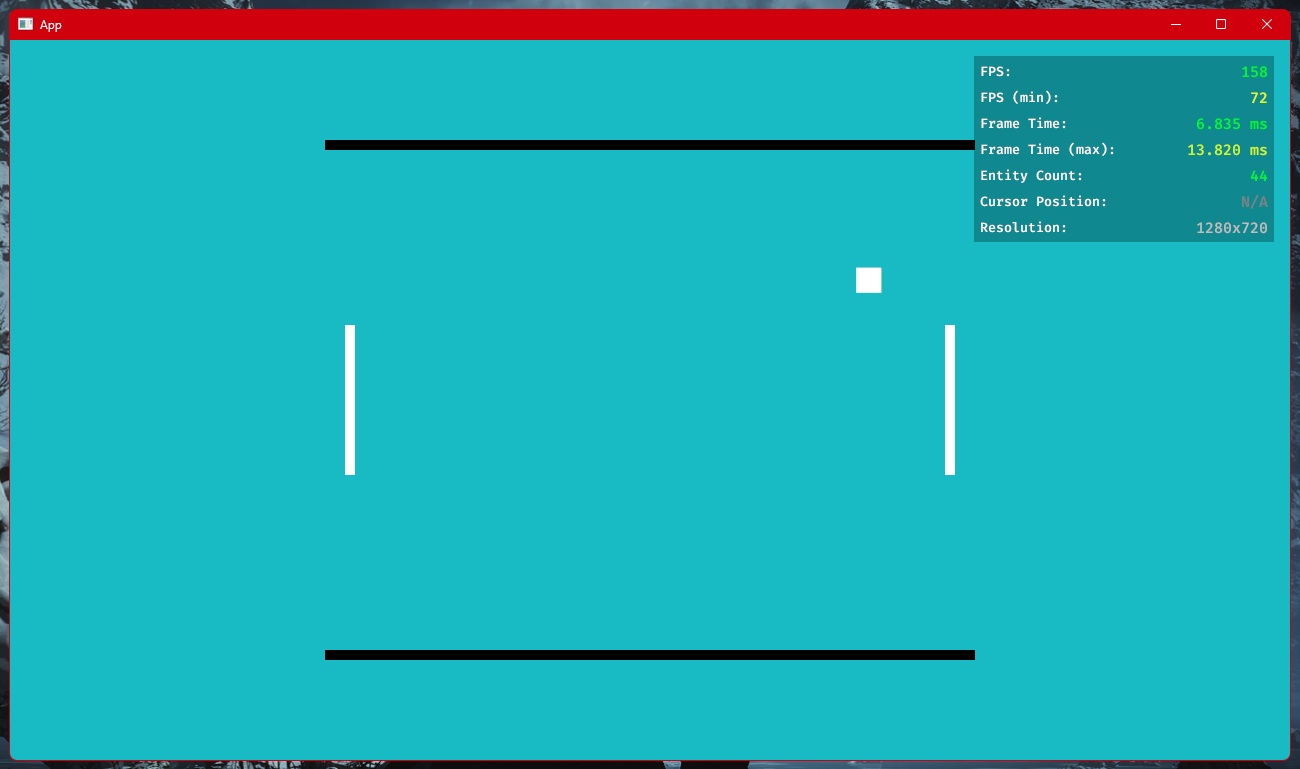 App
FPS: 158
FPS (min): 72
Frame Time: 6.835 ms
Frame Time (max): 13.820 ms
Entity Count: 44
Cursor Position: N/A
Resolution: 1280x720